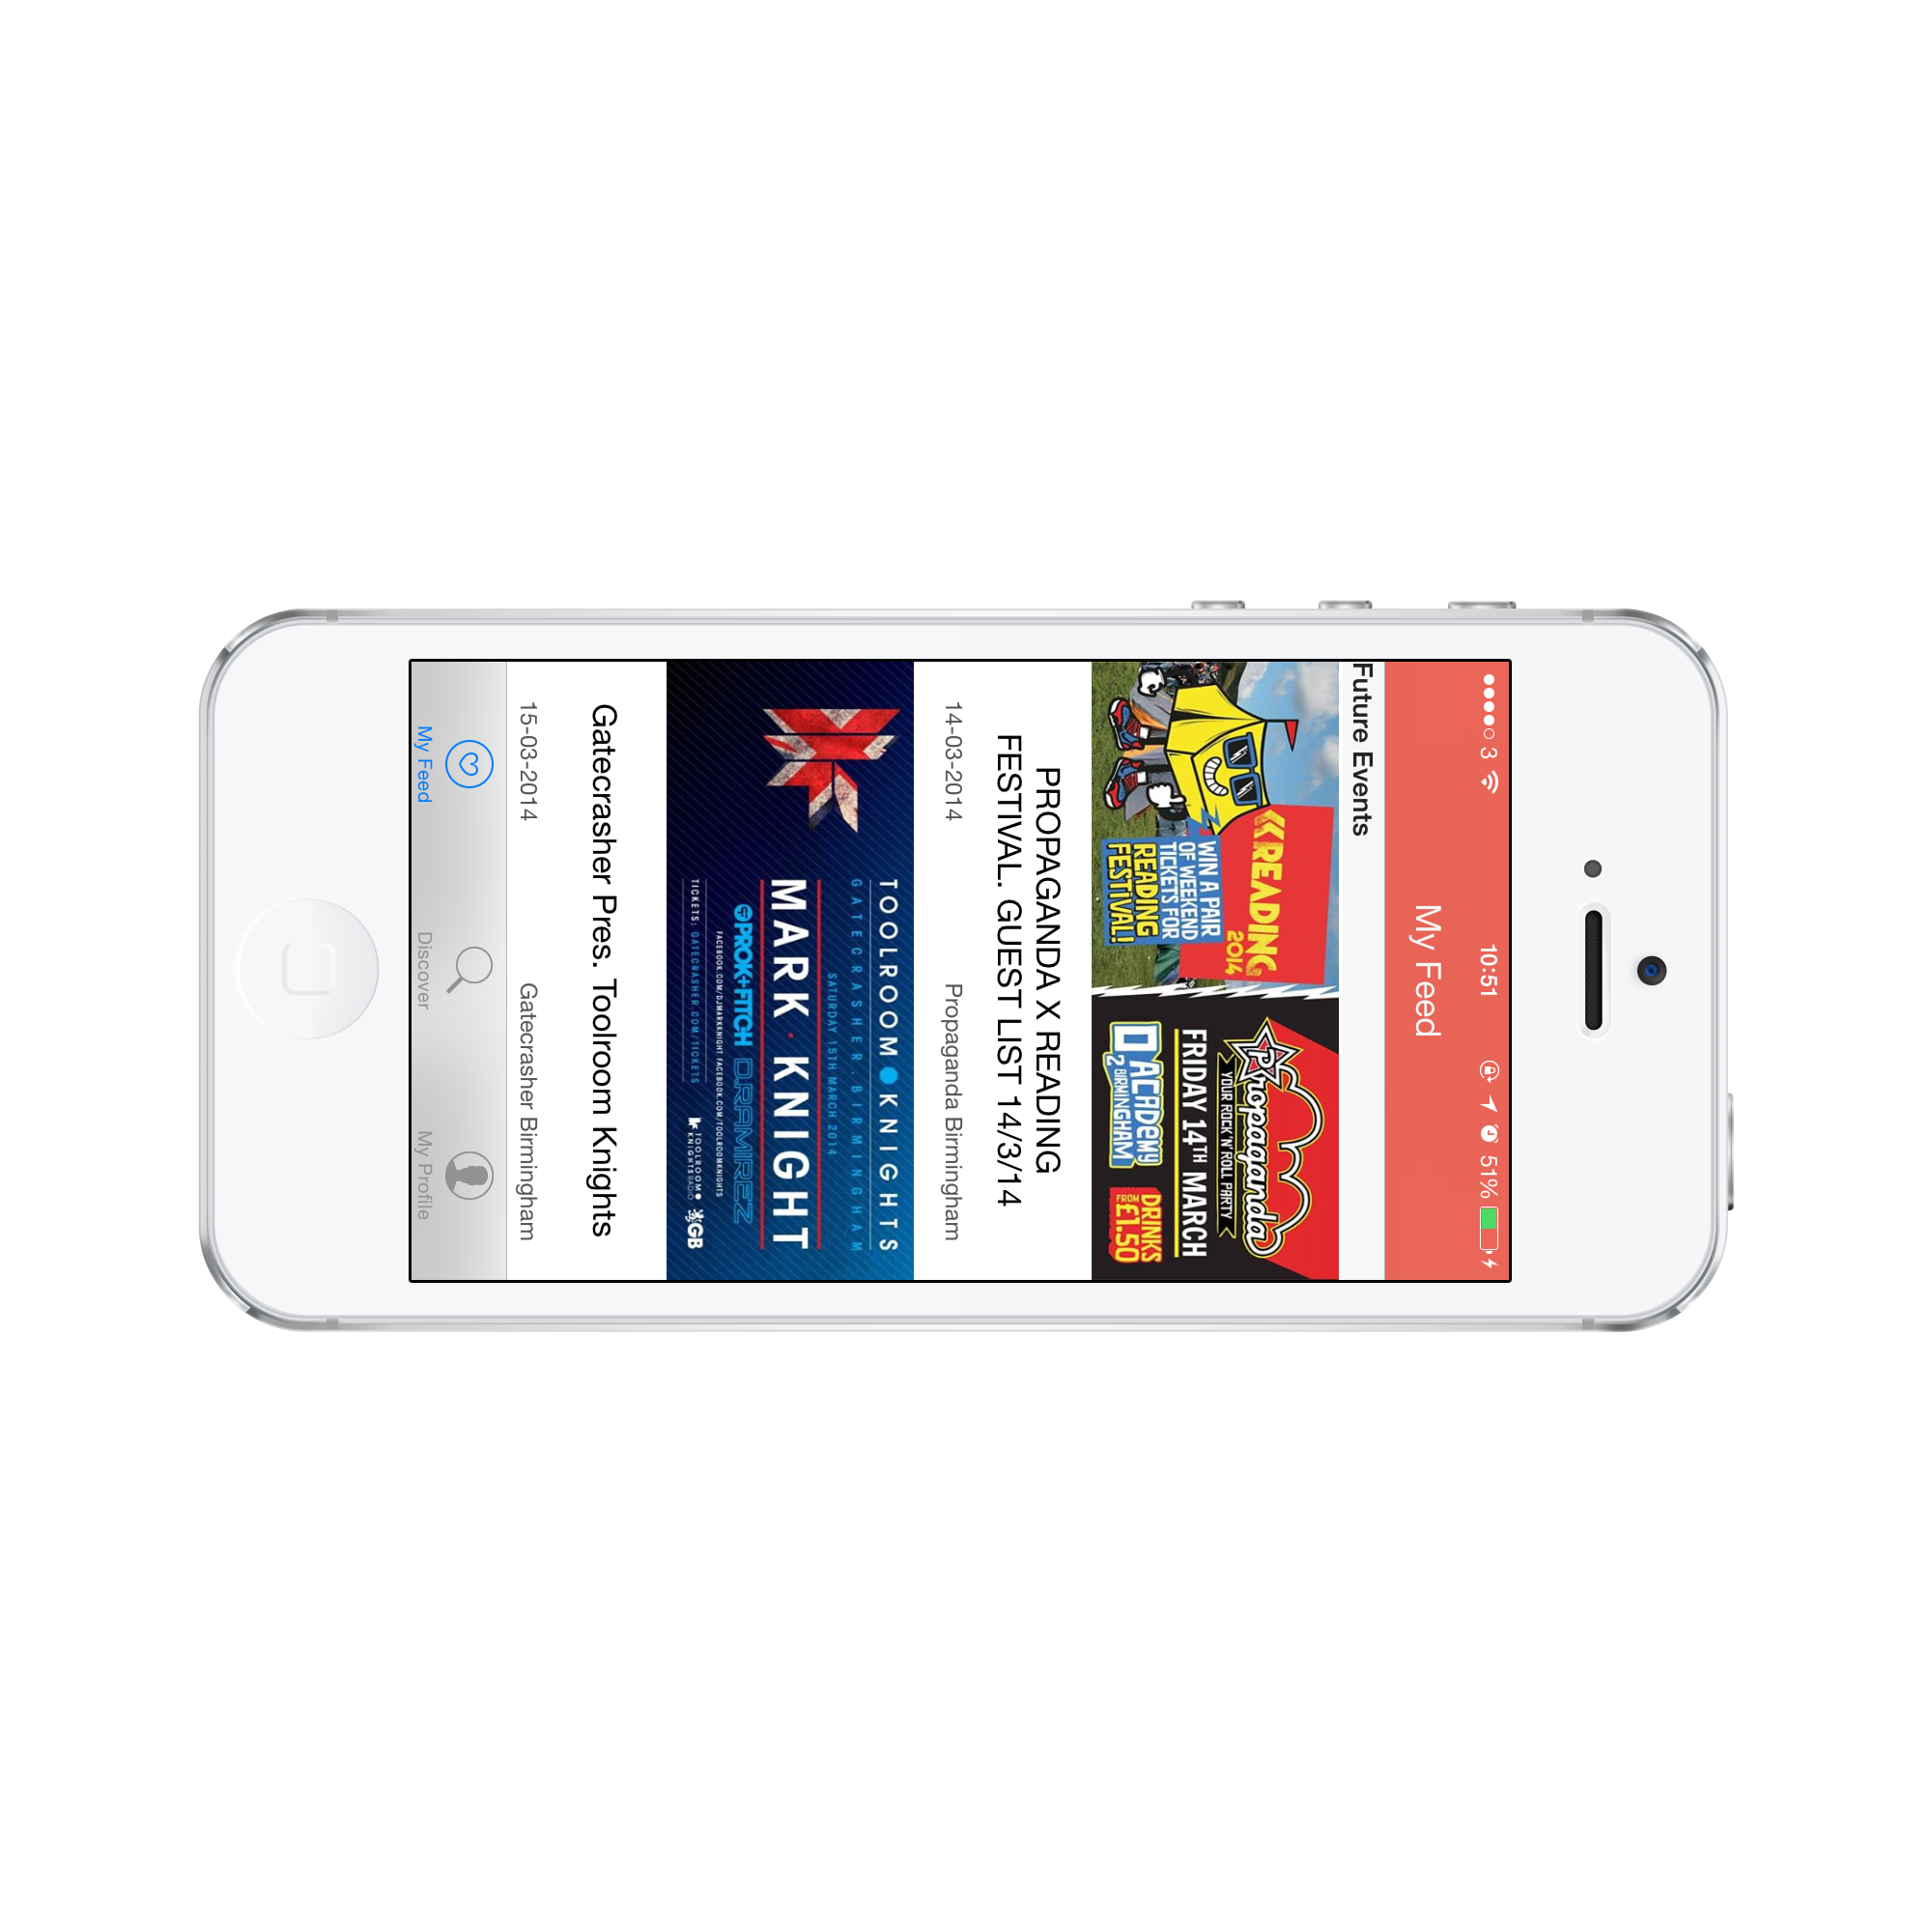 3 10:51 51%
My Feed
Future Events
«READING
2014
WIN A PAIR
OF WEEKEND
TICKETS FOR
READING
FESTIVAL!
Propaganda
YOUR ROCK 'N' ROLL PARTY
FRIDAY 14TH MARCH
O2 ACADEMY
2 BIRMINGHAM
DRINKS
FROM £1.50
PROPAGANDA X READING
FESTIVAL. GUEST LIST 14/3/14
14-03-2014 Propaganda Birmingham
TOOLROOM KNIGHTS
GATECRASHER. BIRMINGHAM
SATURDAY 15TH MARCH 2014
MARK · KNIGHT
PROK+FITCH D.RAMIREZ
FACEBOOK.COM/DJMARKKNIGHT FACEBOOK.COM/TOOLROOMKNIGHTS
TICKETS: GATECRASHER.COM/TICKETS
TOOLROOM
KNIGHTS RADIO
GB
Gatecrasher Pres. Toolroom Knights
15-03-2014 Gatecrasher Birmingham
My Feed Discover My Profile